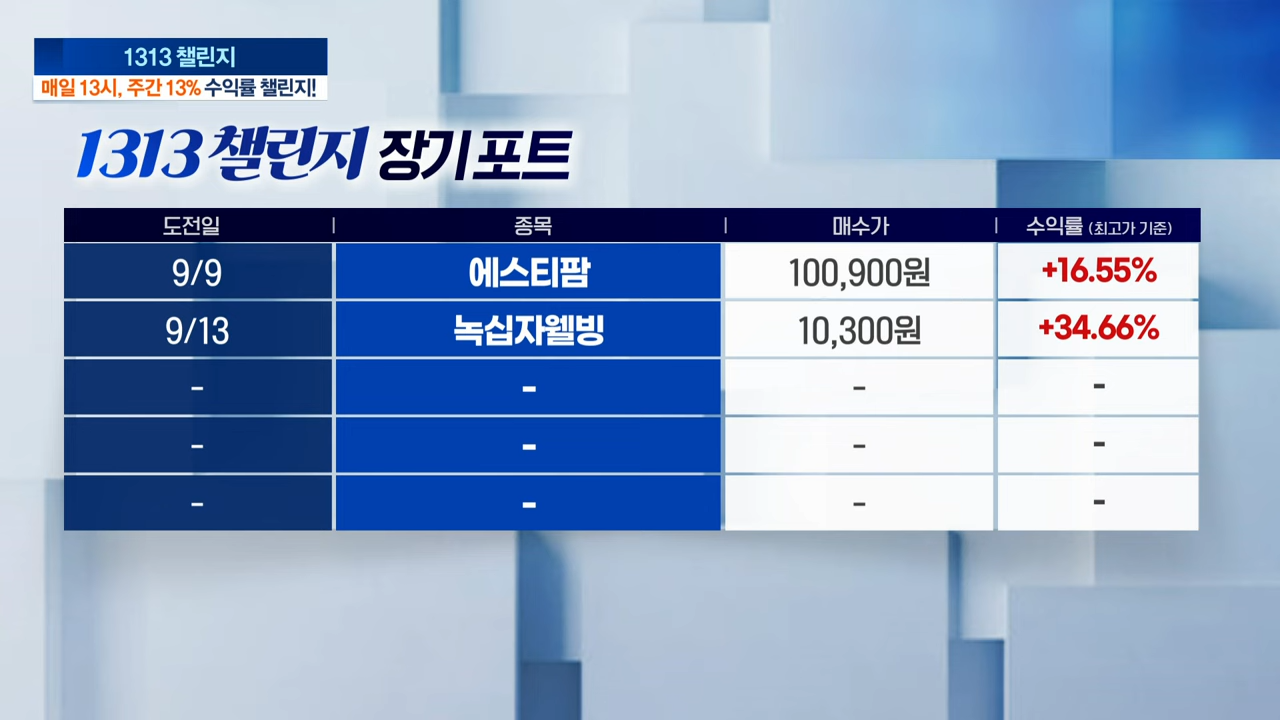 1313 챌린지
매일 13시, 주간 13% 수익률 챌린지!
1313 챌린지 장기 포트
도전일 | 종목 | 매수가 | 수익률 (최고가 기준)
9/9 에스티팜 100,900원 +16.55%
9/13 녹십자웰빙 10,300원 +34.66%
- - - -
- - - -
- - - -